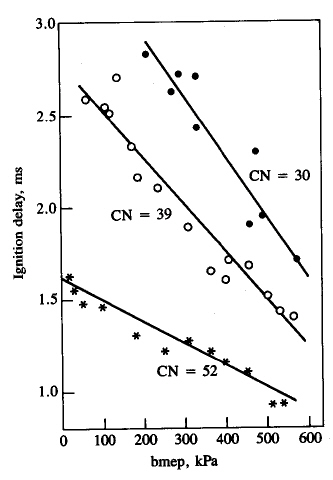 3.0
2.5
2.0
1.5
1.0
Ignition delay, ms
CN = 30
CN = 39
CN = 52
0 100 200 300 400 500 600
bmep, kPa